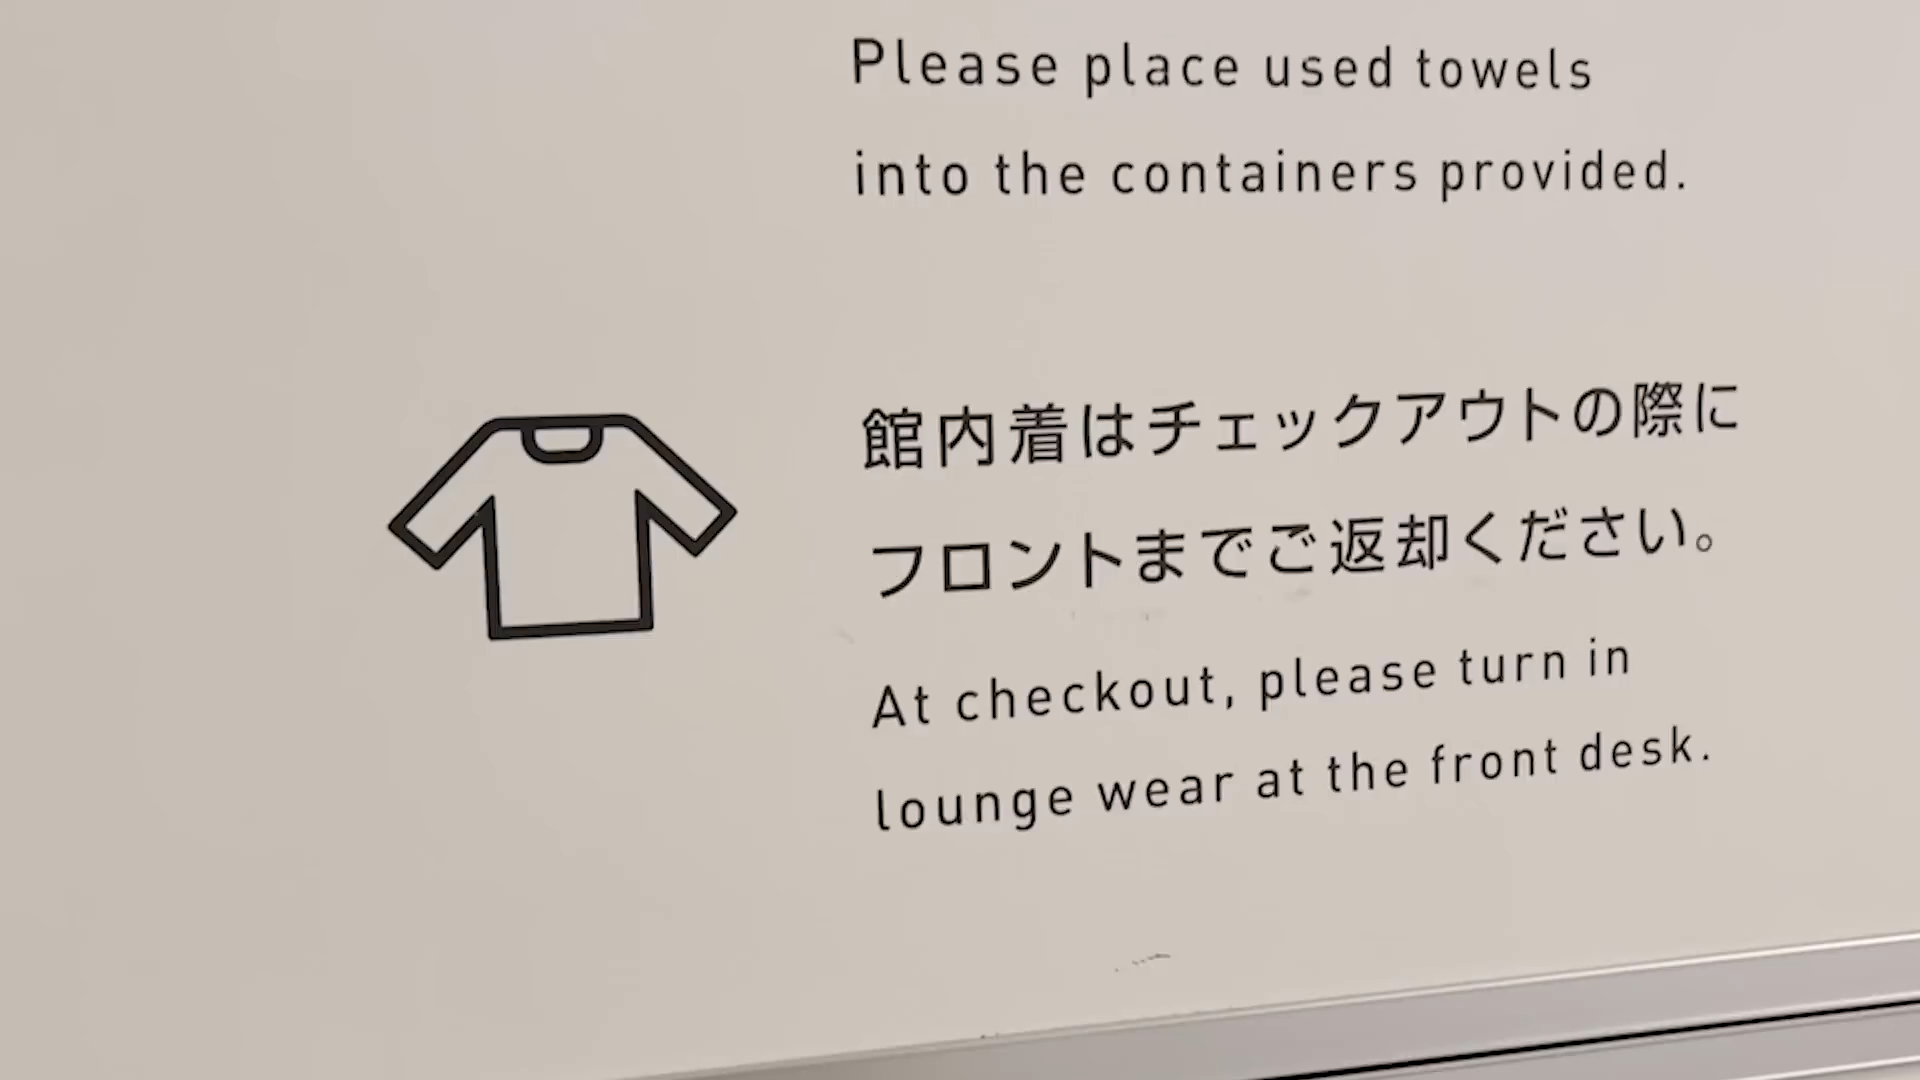 Please place used towels
into the containers provided.
館内着はチェックアウトの際に
フロントまでご返却ください。
At checkout, please turn in
lounge wear at the front desk.